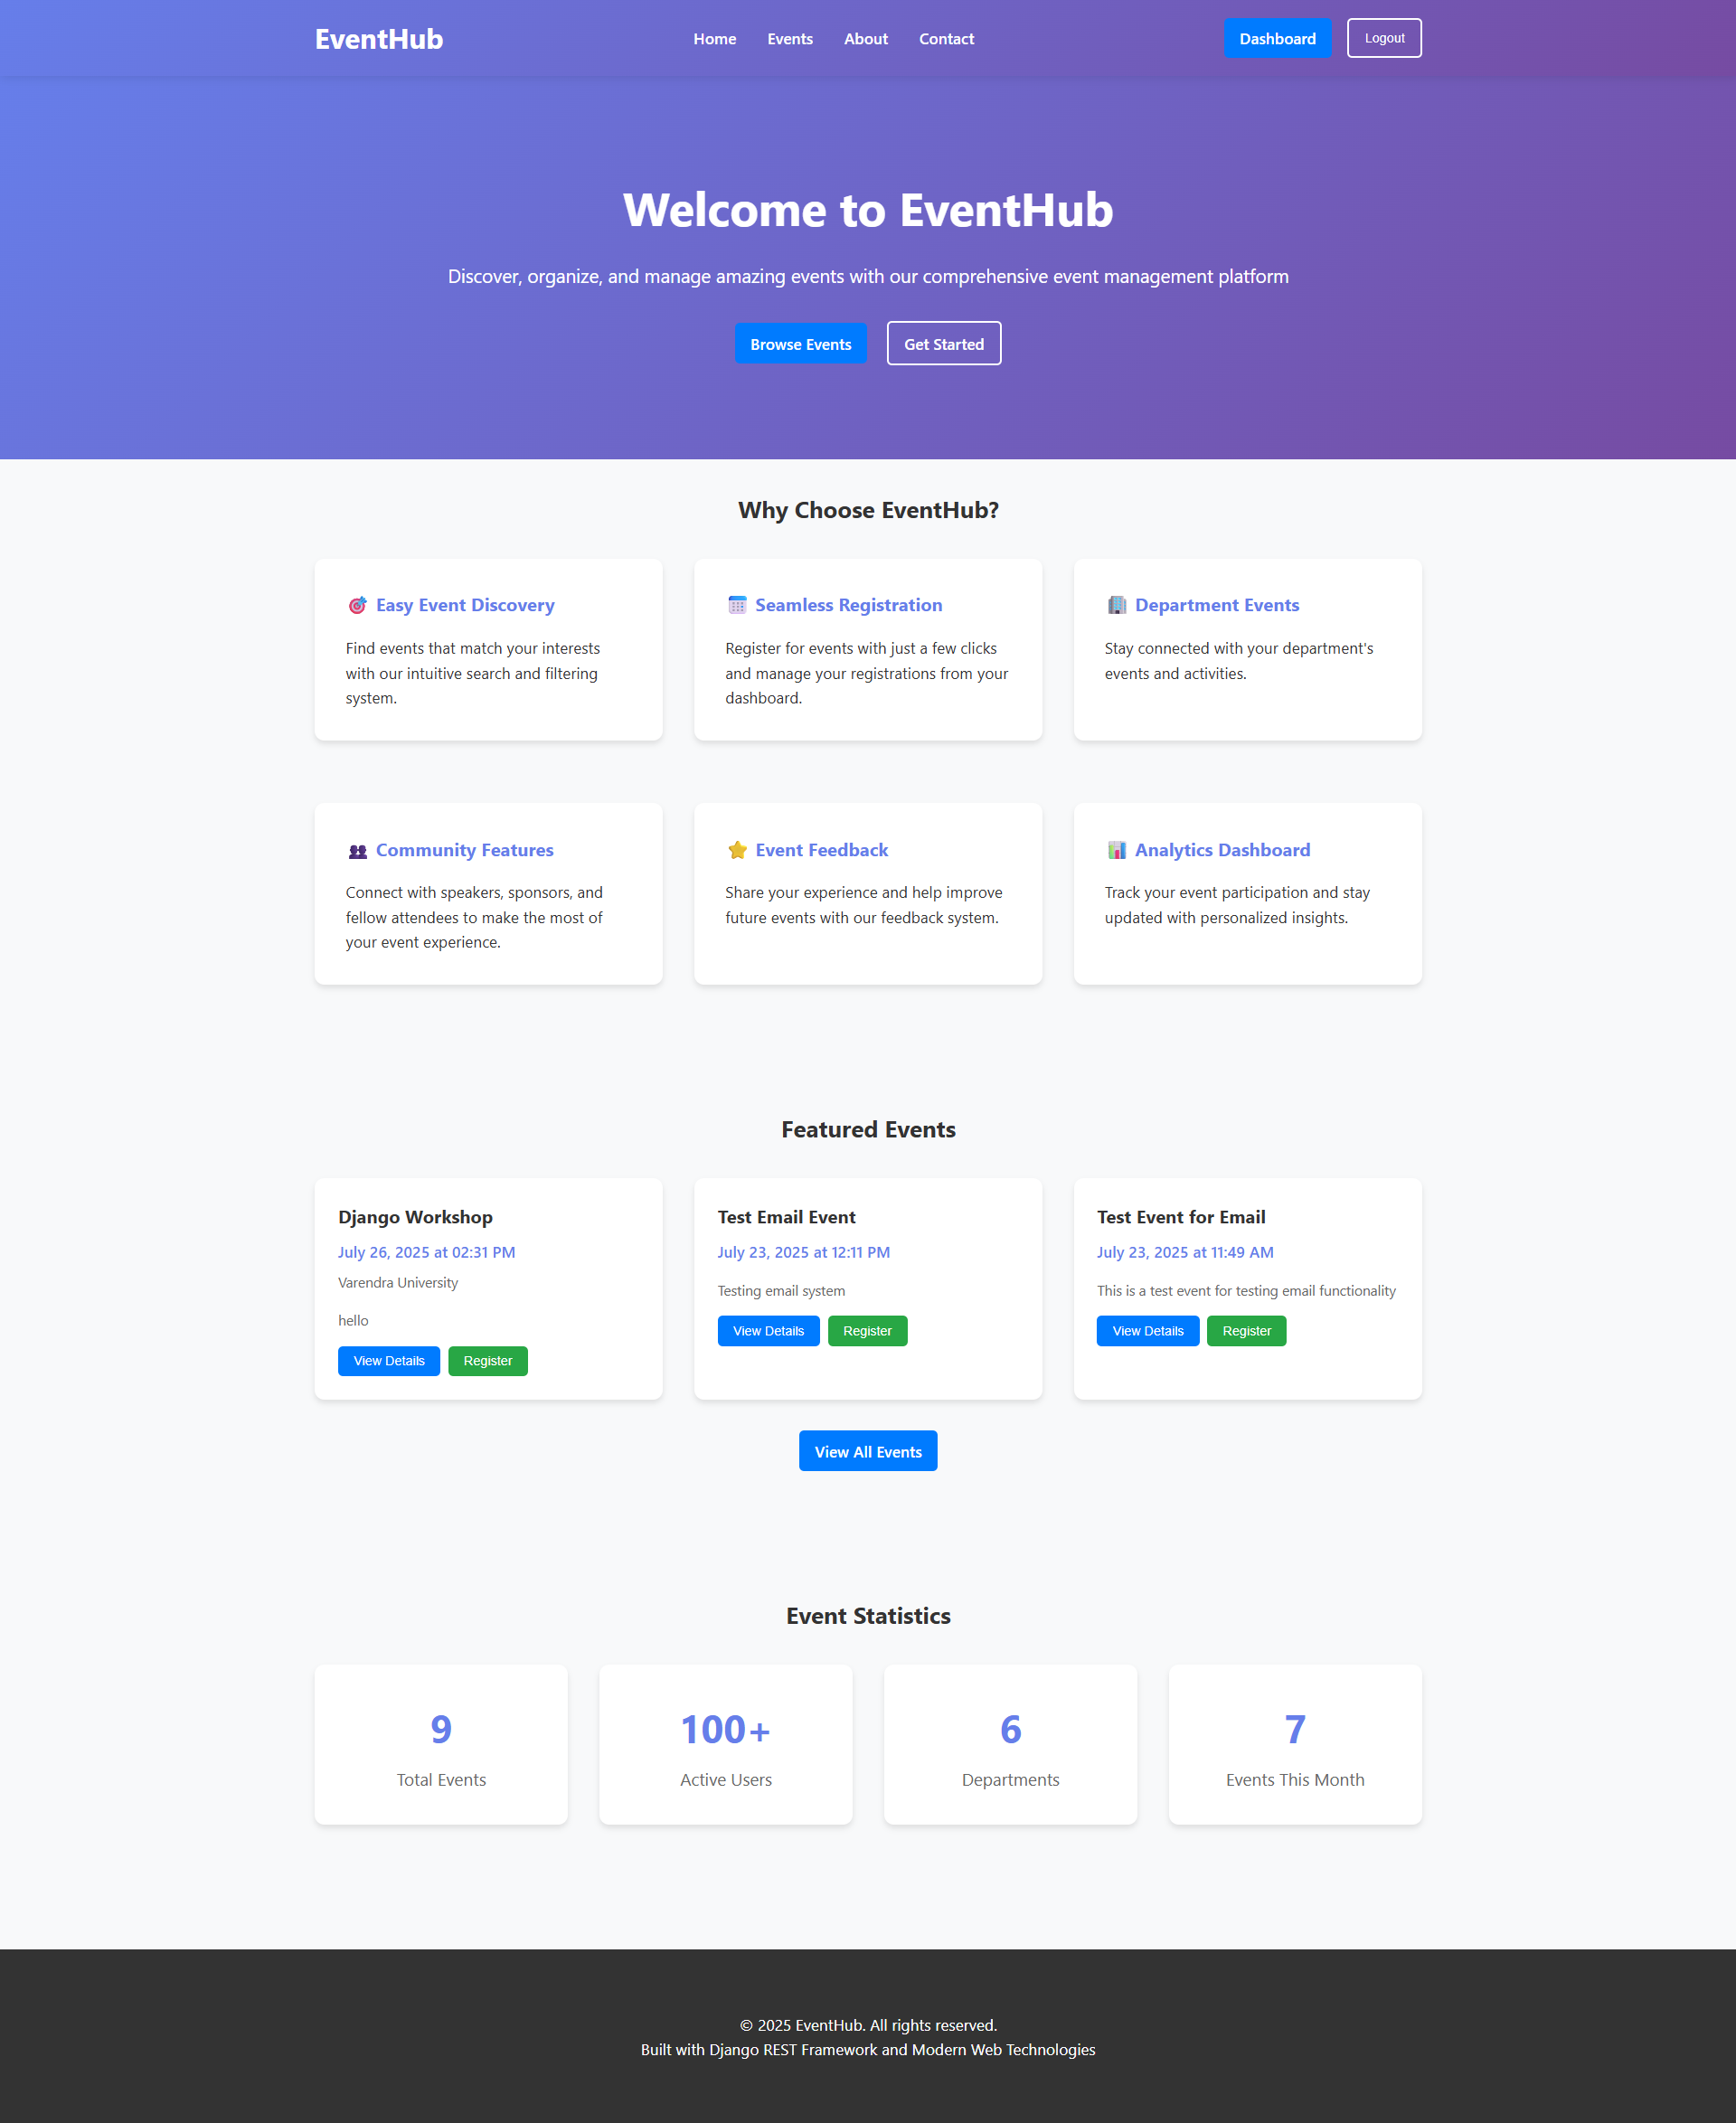 EventHub
Home Events About Contact
Dashboard Logout
Welcome to EventHub
Discover, organize, and manage amazing events with our comprehensive event management platform
Browse Events Get Started
Why Choose EventHub?
Easy Event Discovery
Find events that match your interests
with our intuitive search and filtering
system.
Seamless Registration
Register for events with just a few clicks
and manage your registrations from your
dashboard.
Department Events
Stay connected with your department's
events and activities.
Community Features
Connect with speakers, sponsors, and
fellow attendees to make the most of
your event experience.
Event Feedback
Share your experience and help improve
future events with our feedback system.
Analytics Dashboard
Track your event participation and stay
updated with personalized insights.
Featured Events
Django Workshop
July 26, 2025 at 02:31 PM
Varendra University
hello
View Details Register
Test Email Event
July 23, 2025 at 12:11 PM
Testing email system
View Details Register
Test Event for Email
July 23, 2025 at 11:49 AM
This is a test event for testing email functionality
View Details Register
View All Events
Event Statistics
9
Total Events
100+
Active Users
6
Departments
7
Events This Month
© 2025 EventHub. All rights reserved.
Built with Django REST Framework and Modern Web Technologies